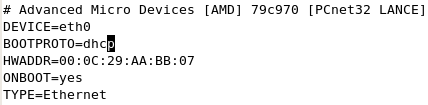 # Advanced Micro Devices [AMD] 79c970 [PCnet32 LANCE]
DEVICE=eth0
BOOTPROTO=dhcp
HWADDR=00:0C:29:AA:BB:07
ONBOOT=yes
TYPE=Ethernet